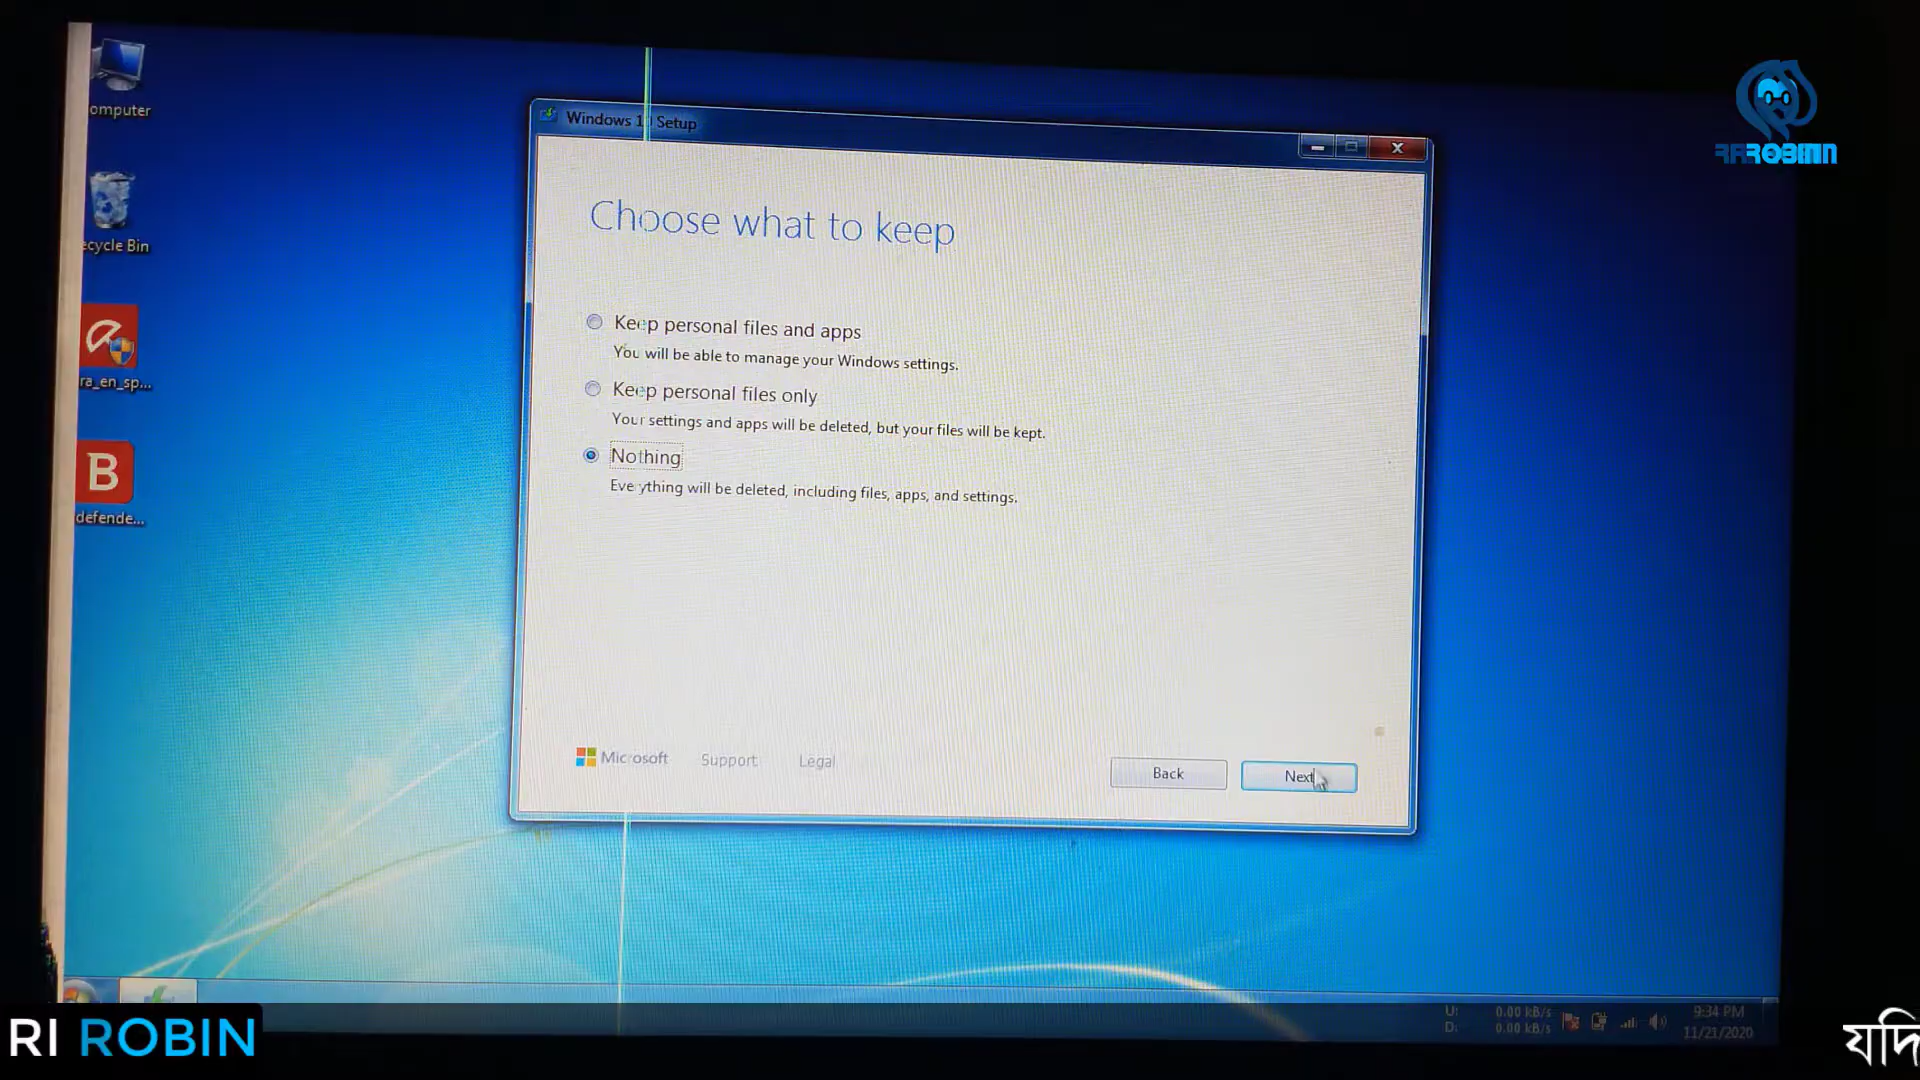 omputer
ecycle Bin
ra_en_sp...
defende...
Windows 1 Setup
Choose what to keep
Keep personal files and apps
You will be able to manage your Windows settings.
Keep personal files only
Your settings and apps will be deleted, but your files will be kept.
Nothing
Everything will be deleted, including files, apps, and settings.
Microsoft Support Legal
Back Next
U: 0.00 kB/s
D: 0.00 kB/s
9:34 PM
11/21/2020
RI ROBIN
যদি